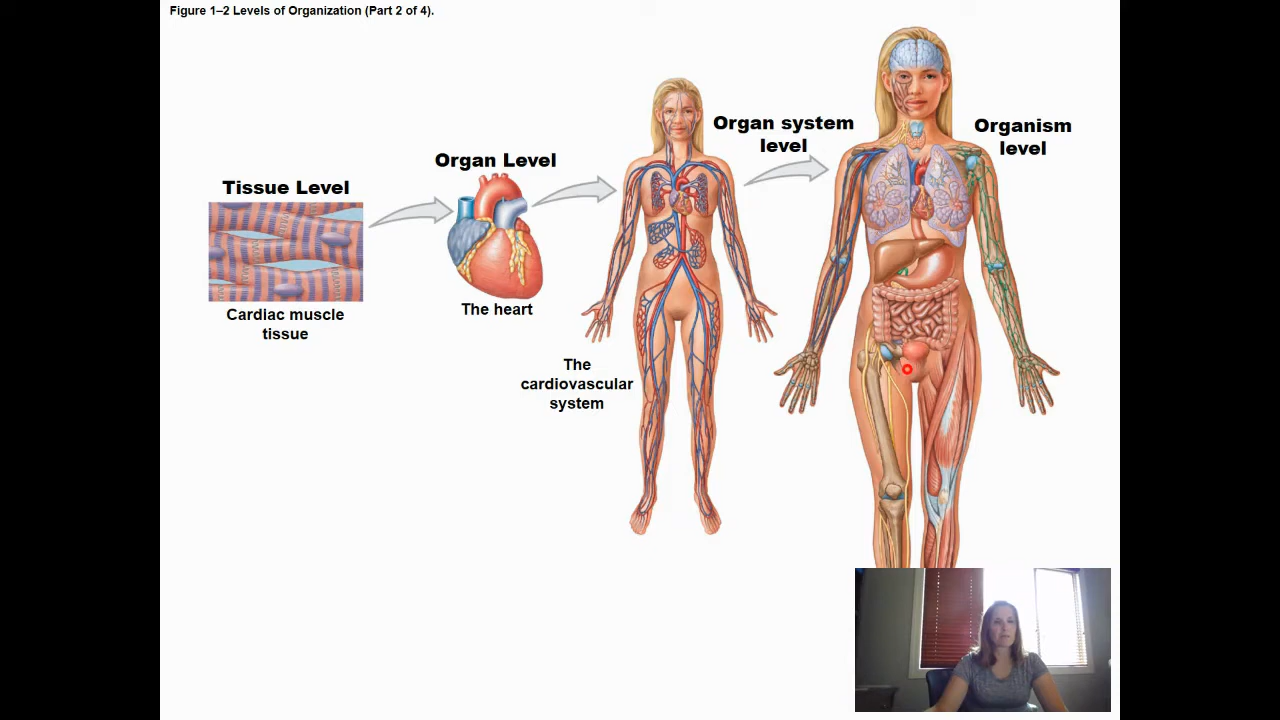 Figure 1–2 Levels of Organization (Part 2 of 4).
Tissue Level
Cardiac muscle
tissue
Organ Level
The heart
The
cardiovascular
system
Organ system
level
Organism
level